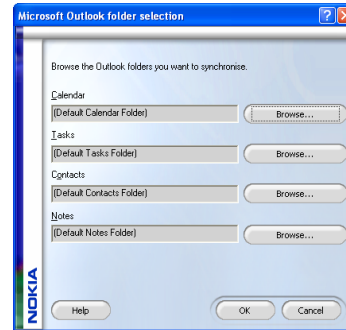 Microsoft Outlook folder selection
Browse the Outlook folders you want to synchronise.
Calendar
(Default Calendar Folder)
Browse...
Tasks
(Default Tasks Folder)
Browse...
Contacts
(Default Contacts Folder)
Browse...
Notes
(Default Notes Folder)
Browse...
NOKIA
Help
OK
Cancel